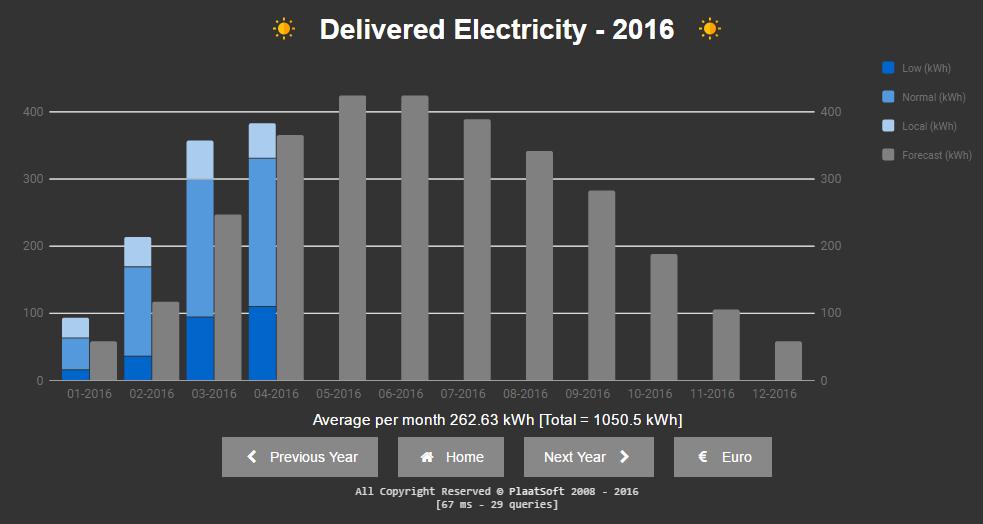 Delivered Electricity - 2016
Low (kWh)
Normal (kWh)
Local (kWh)
Forecast (kWh)
400 400
300 300
200 200
100 100
0 0
01-2016 02-2016 03-2016 04-2016 05-2016 06-2016 07-2016 08-2016 09-2016 10-2016 11-2016 12-2016
Average per month 262.63 kWh [Total = 1050.5 kWh]
Previous Year Home Next Year € Euro
All Copyright Reserved © PlaatSoft 2008 - 2016
[67 ms - 29 queries]